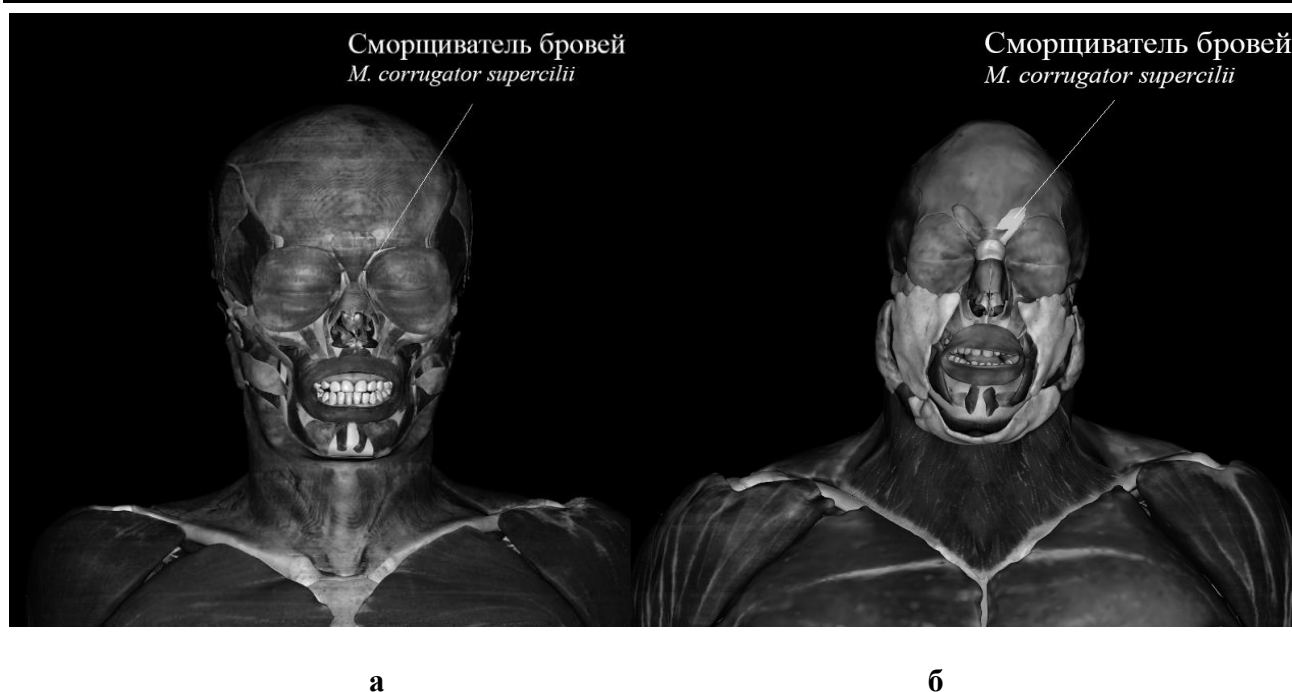 Сморщиватель бровей
M. corrugator supercilii
Сморщиватель бровей
M. corrugator supercilii
а
б